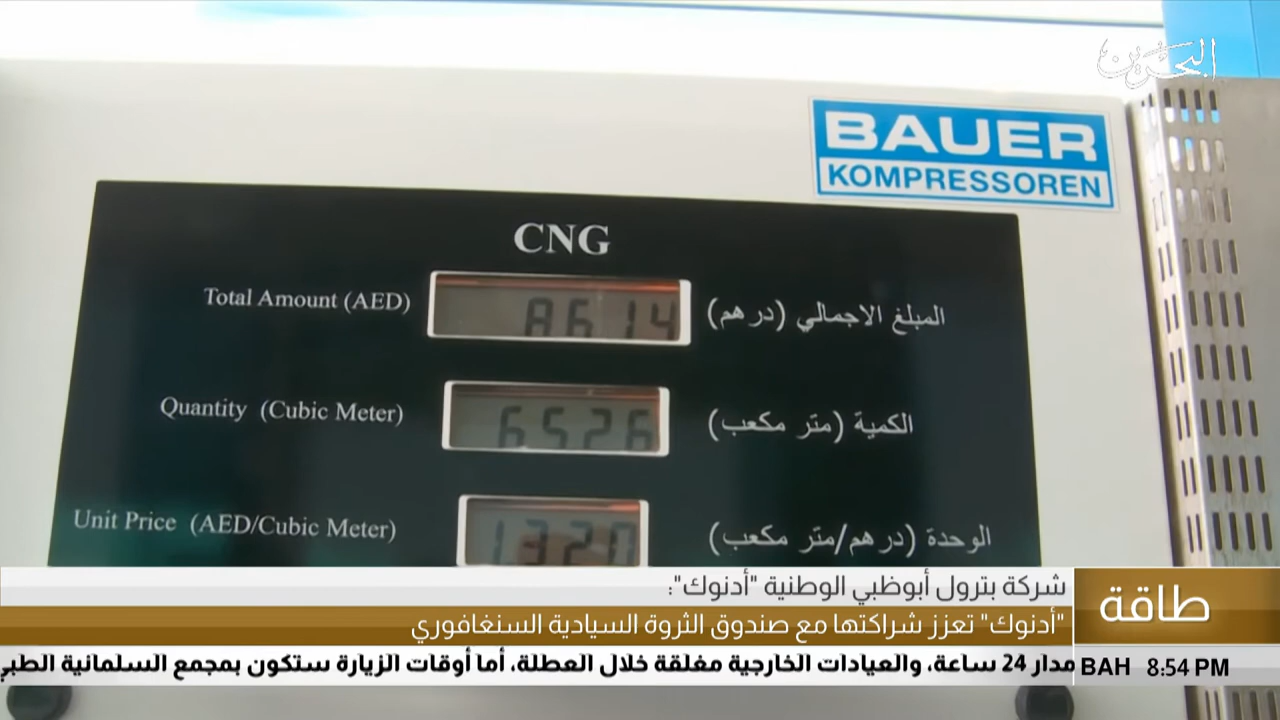 البحرين
BAUER
KOMPRESSOREN
CNG
Total Amount (AED)
8614
المبلغ الاجمالي (درهم)
Quantity (Cubic Meter)
6526
الكمية (متر مكعب)
Unit Price (AED/Cubic Meter)
1320
الوحدة (درهم/متر مكعب)
شركة بترول أبوظبي الوطنية "أدنوك":
طاقة
"أدنوك" تعزز شراكتها مع صندوق الثروة السيادية السنغافوري
مدار 24 ساعة، والعيادات الخارجية مغلقة خلال العطلة، أما أوقات الزيارة ستكون بمجمع السلمانية الطبي
BAH 8:54 PM